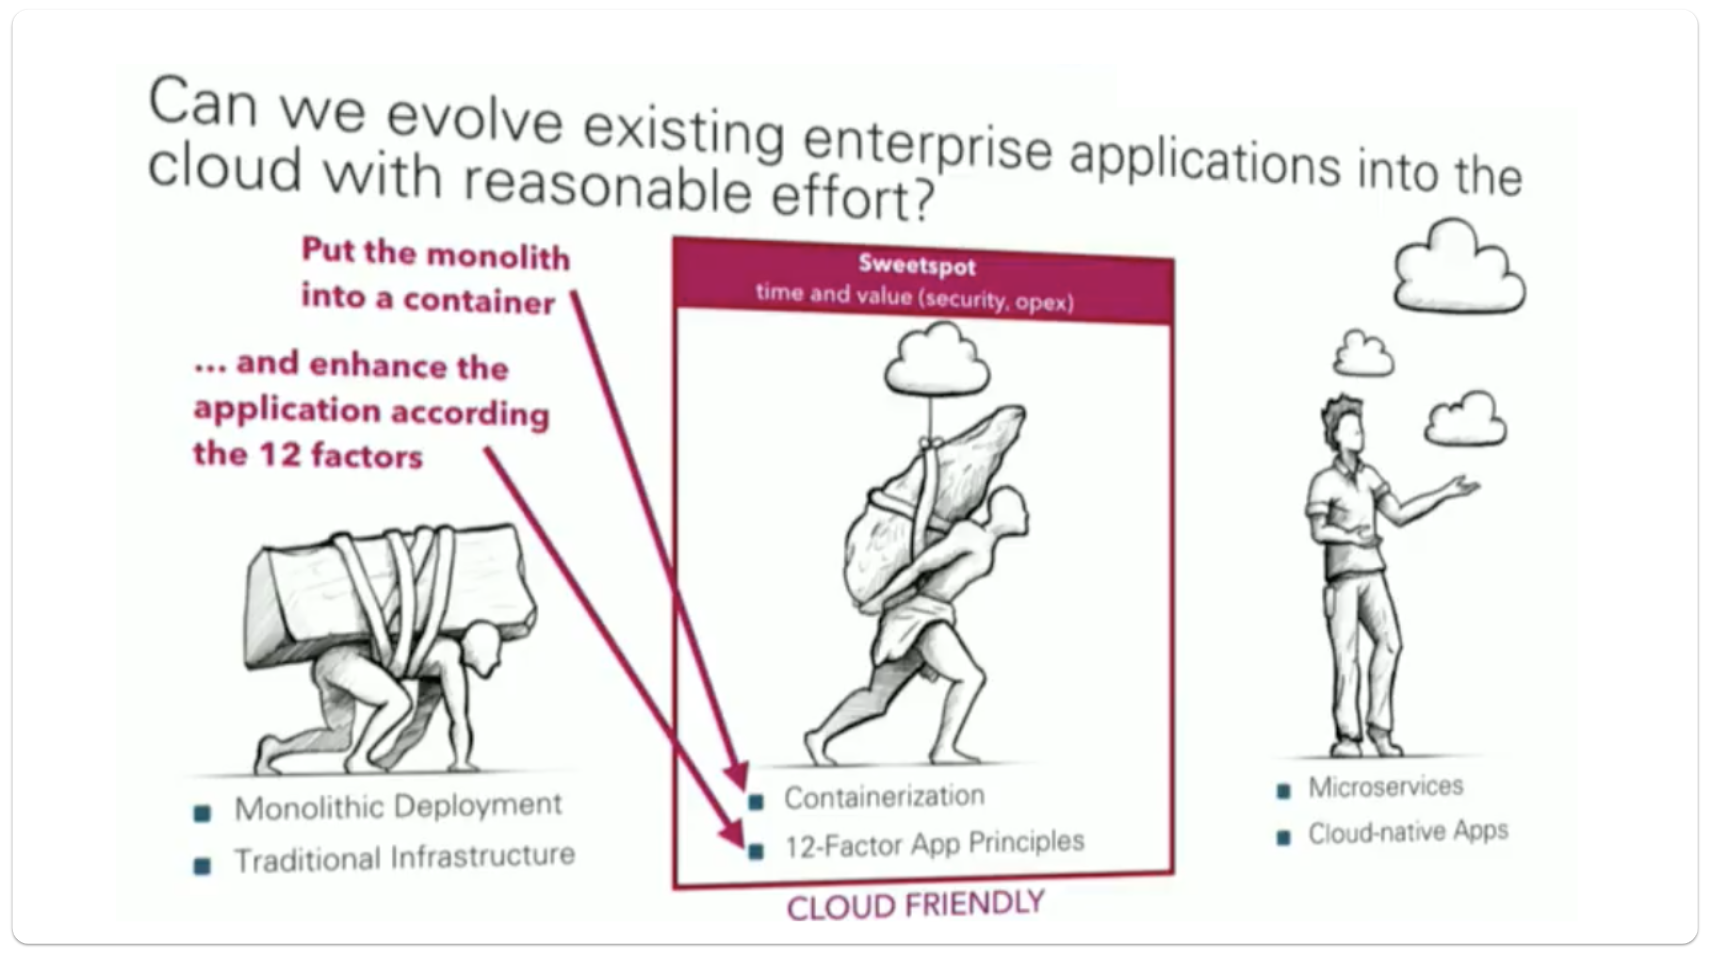 Can we evolve existing enterprise applications into the
cloud with reasonable effort?
Put the monolith
into a container
... and enhance the
application according
the 12 factors
Sweetspot
time and value (security, opex)
Monolithic Deployment
Traditional Infrastructure
Containerization
12-Factor App Principles
CLOUD FRIENDLY
Microservices
Cloud-native Apps